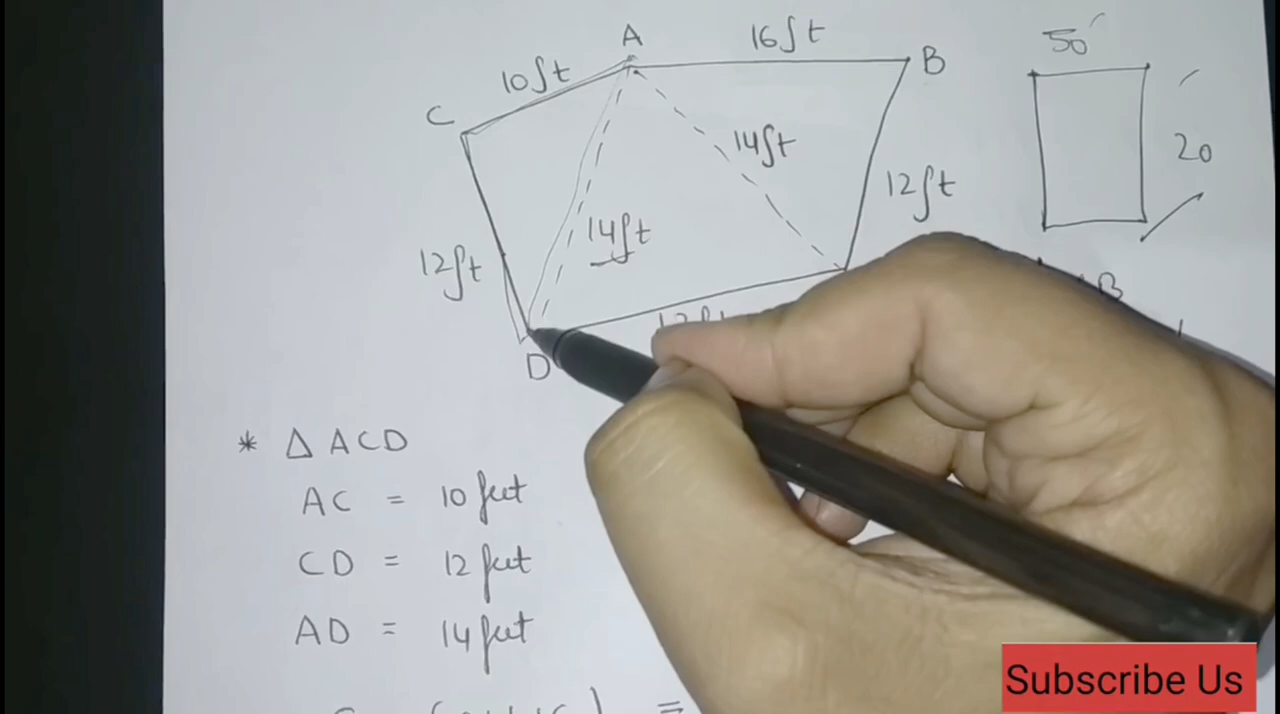 A
16ft
B
10ft
C
14ft
12ft
14ft
12ft
D
50'
20
B
* Δ ACD
AC = 10 feet
CD = 12 feet
AD = 14 feet
=
Subscribe Us